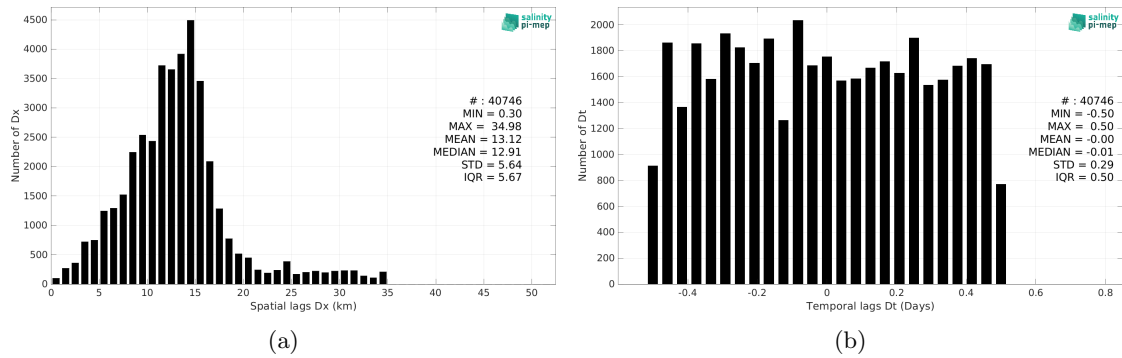 4500
4000
3500
3000
2500
2000
1500
1000
500
0
Number of Dx
salinity
pi-mep
# : 40746
MIN = 0.30
MAX = 34.98
MEAN = 13.12
MEDIAN = 12.91
STD = 5.64
IQR = 5.67
0 5 10 15 20 25 30 35 40 45 50
Spatial lags Dx (km)
(a)
2000
1800
1600
1400
1200
1000
800
600
400
200
0
Number of Dt
salinity
pi-mep
# : 40746
MIN = -0.50
MAX = 0.50
MEAN = -0.00
MEDIAN = -0.01
STD = 0.29
IQR = 0.50
-0.4 -0.2 0 0.2 0.4 0.6 0.8
Temporal lags Dt (Days)
(b)